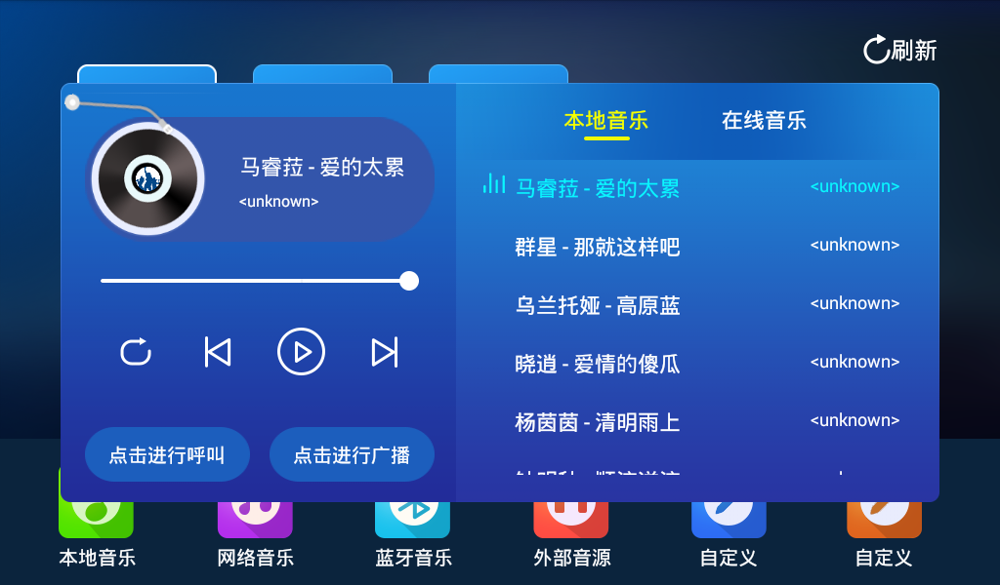 刷新
本地音乐
在线音乐
马睿菈 - 爱的太累
<unknown>
马睿菈 - 爱的太累 <unknown>
群星 - 那就这样吧 <unknown>
乌兰托娅 - 高原蓝 <unknown>
晓逍 - 爱情的傻瓜 <unknown>
杨茵茵 - 清明雨上 <unknown>
点击进行呼叫
点击进行广播
本地音乐
网络音乐
蓝牙音乐
外部音源
自定义
自定义